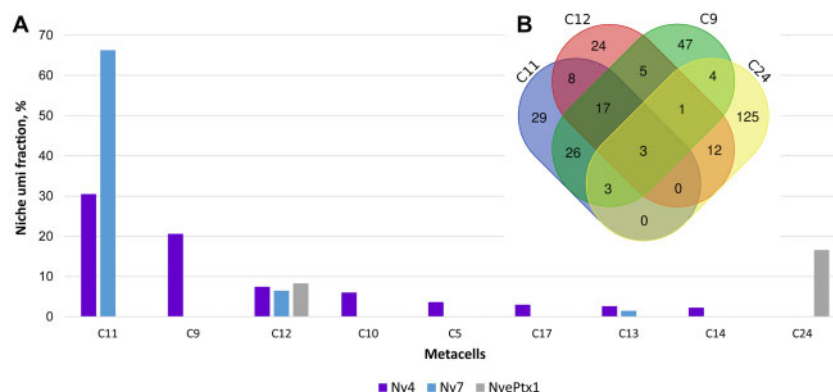 A
B
70
60
50
40
30
20
10
0
Niche umi fraction, %
C11 C9 C12 C10 C5 C17 C13 C14 C24
Metacells
Nv4 Nv7 NvePtx1
C12 C9
C11 C24
24 47
8 5 4
29 17 1 125
26 3 12
3 0
0